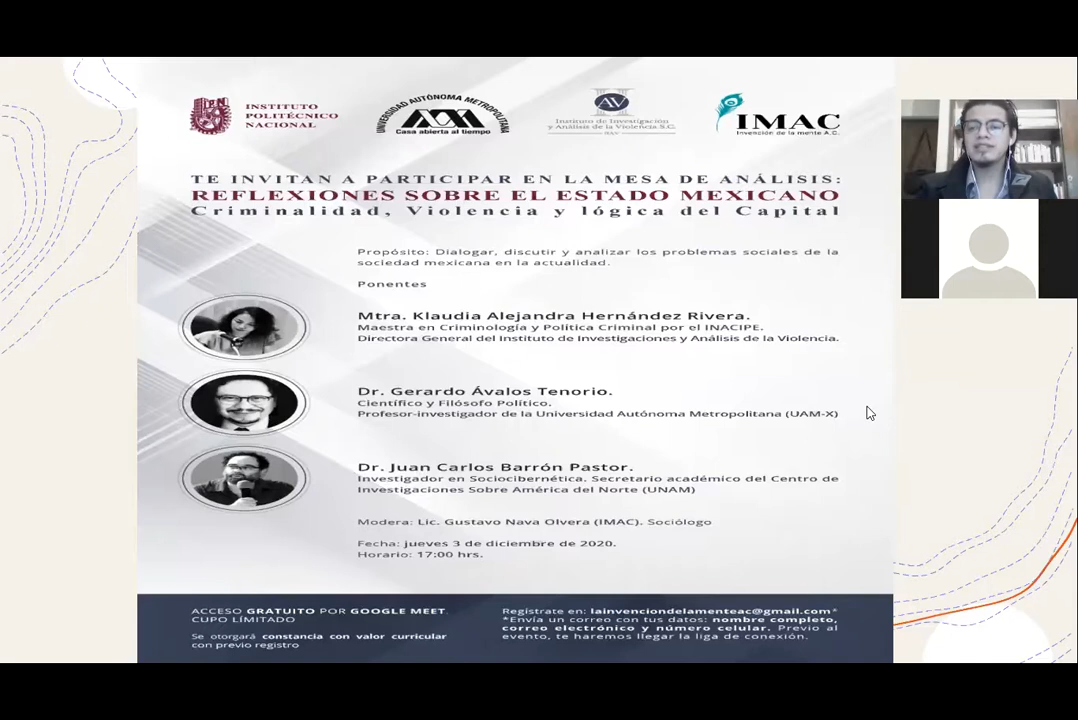 INSTITUTO
POLITÉCNICO
NACIONAL
UNIVERSIDAD AUTÓNOMA METROPOLITANA
Casa abierta al tiempo
AV
Instituto de Investigación
y Análisis de la Violencia S.C.
IMAC
Invención de la mente A.C.
TE INVITAN A PARTICIPAR EN LA MESA DE ANÁLISIS:
REFLEXIONES SOBRE EL ESTADO MEXICANO
Criminalidad, Violencia y lógica del Capital
Propósito: Dialogar, discutir y analizar los problemas sociales de la
sociedad mexicana en la actualidad.
Ponentes
Mtra. Klaudia Alejandra Hernández Rivera.
Maestra en Criminología y Política Criminal por el INACIPE.
Directora General del Instituto de Investigaciones y Análisis de la Violencia.
Dr. Gerardo Ávalos Tenorio.
Científico y Filósofo Político.
Profesor-investigador de la Universidad Autónoma Metropolitana (UAM-X)
Dr. Juan Carlos Barrón Pastor.
Investigador en Sociocibernética. Secretario académico del Centro de
Investigaciones Sobre América del Norte (UNAM)
Modera: Lic. Gustavo Nava Olvera (IMAC). Sociólogo
Fecha: jueves 3 de diciembre de 2020.
Horario: 17:00 hrs.
ACCESO GRATUITO POR GOOGLE MEET
CUPO LÍMITADO
Se otorgará constancia con valor curricular
con previo registro
Regístrate en: lainvenciondelamenteac@gmail.com*
*Envía un correo con tus datos: nombre completo,
correo electrónico y número celular. Previo al
evento, te haremos llegar la liga de conexión.